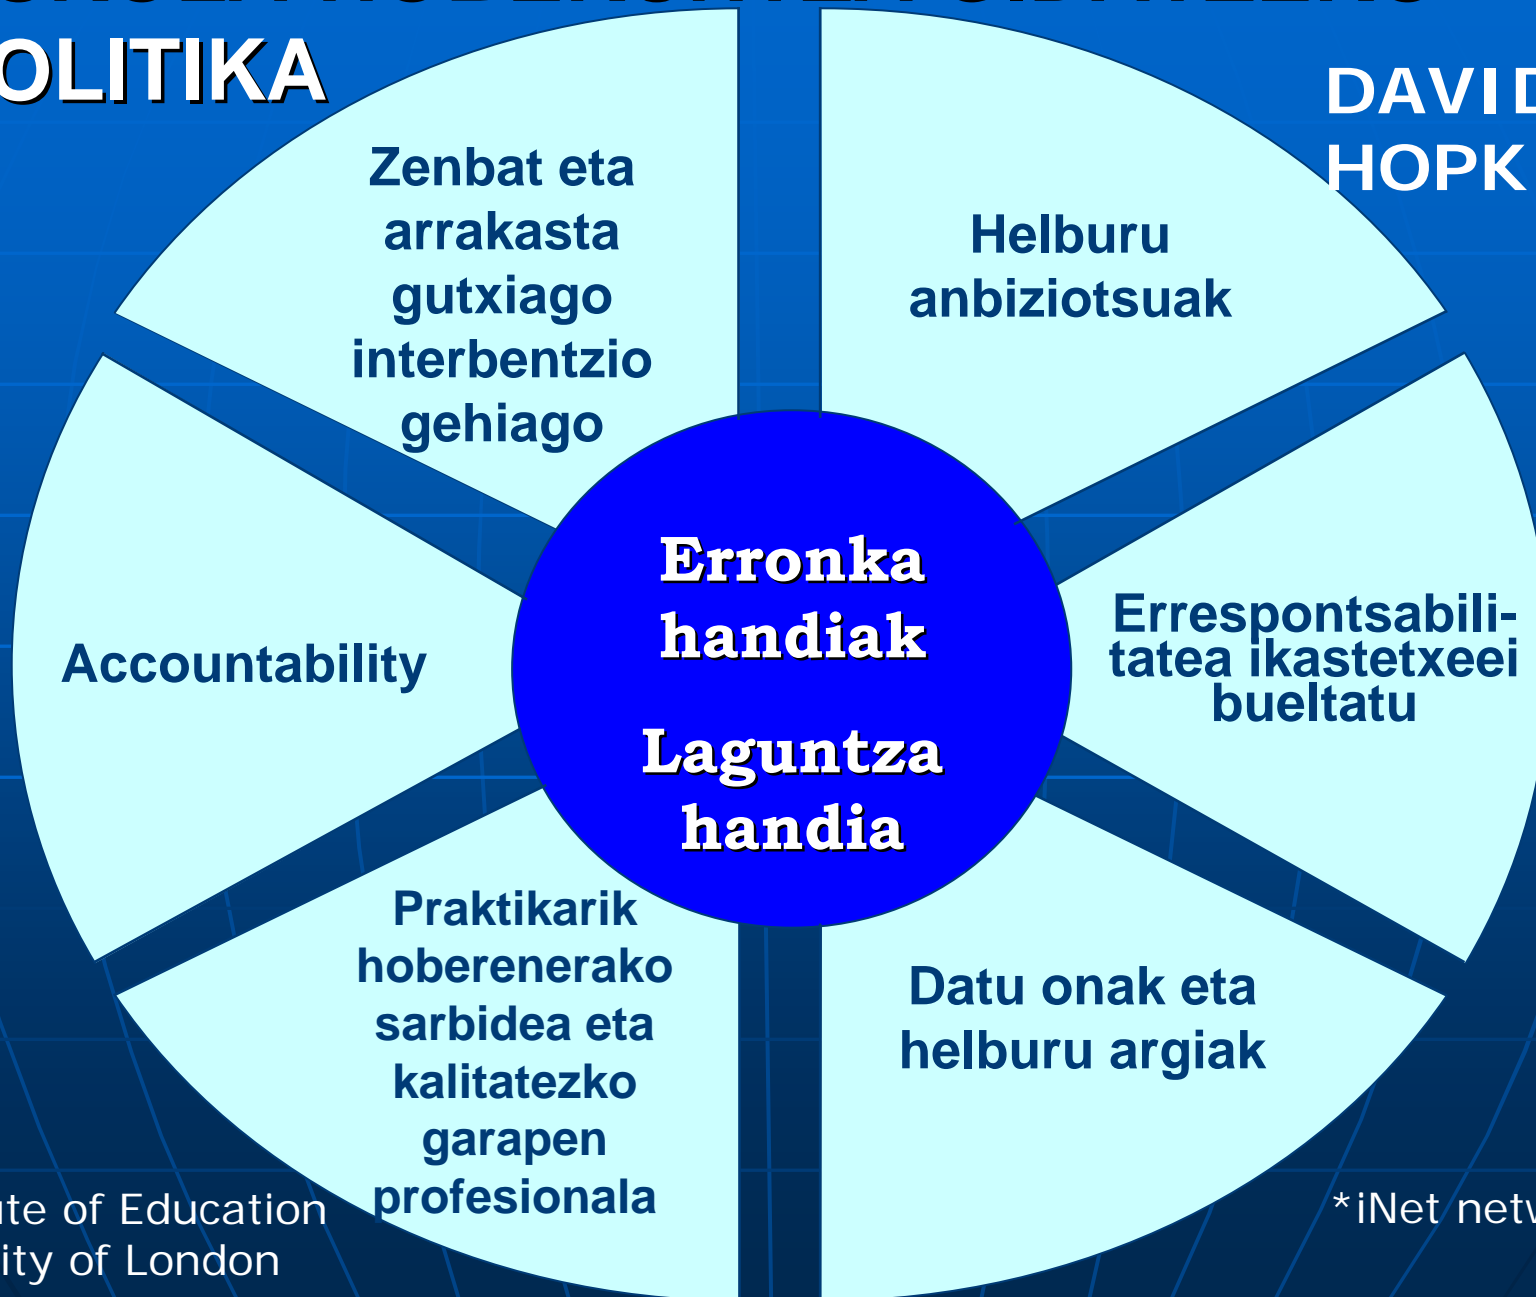 OLITIKA
DAVID
HOPK
Zenbat eta
arrakasta
gutxiago
interbentzio
gehiago
Helburu
anbiziotsuak
Accountability
Erronka
handiak
Laguntza
handia
Errespontsabili-
tatea ikastetxeei
bueltatu
Praktikarik
hoberenerako
sarbidea eta
kalitatezko
garapen
profesionala
Datu onak eta
helburu argiak
ute of Education
ity of London
*iNet netw